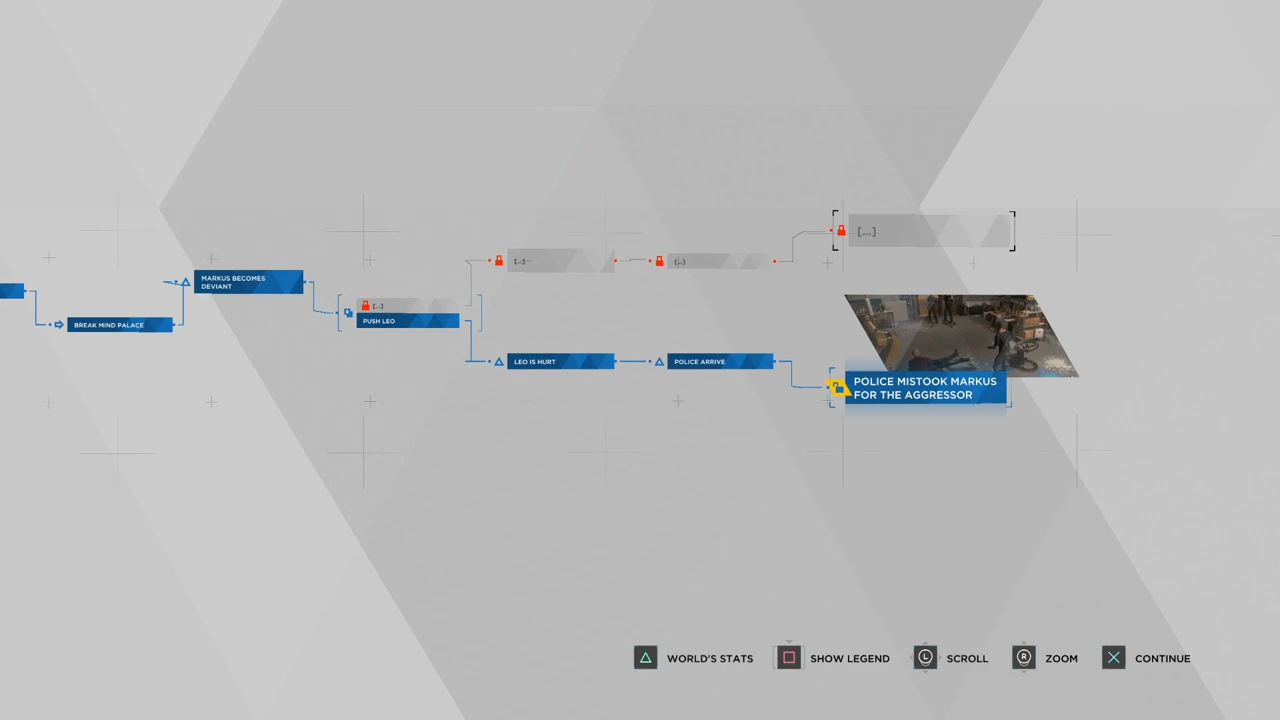 [...]
[...]
[...]
MARKUS BECOMES
DEVIANT
[...]
BREAK MIND PALACE
PUSH LEO
LEO IS HURT
POLICE ARRIVE
POLICE MISTOOK MARKUS
FOR THE AGGRESSOR
WORLD'S STATS
SHOW LEGEND
L
SCROLL
R
ZOOM
CONTINUE